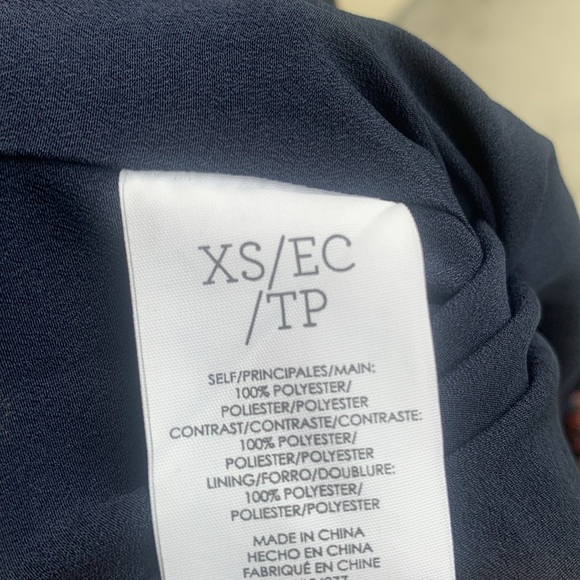 XS/EC
/TP
SELF/PRINCIPALES/MAIN:
100% POLYESTER/
POLIESTER/POLYESTER
CONTRAST/CONTRASTE/CONTRASTE:
100% POLYESTER/
POLIESTER/POLYESTER
LINING/FORRO/DOUBLURE:
100% POLYESTER/
POLIESTER/POLYESTER
MADE IN CHINA
HECHO EN CHINA
FABRIQUÉ EN CHINE